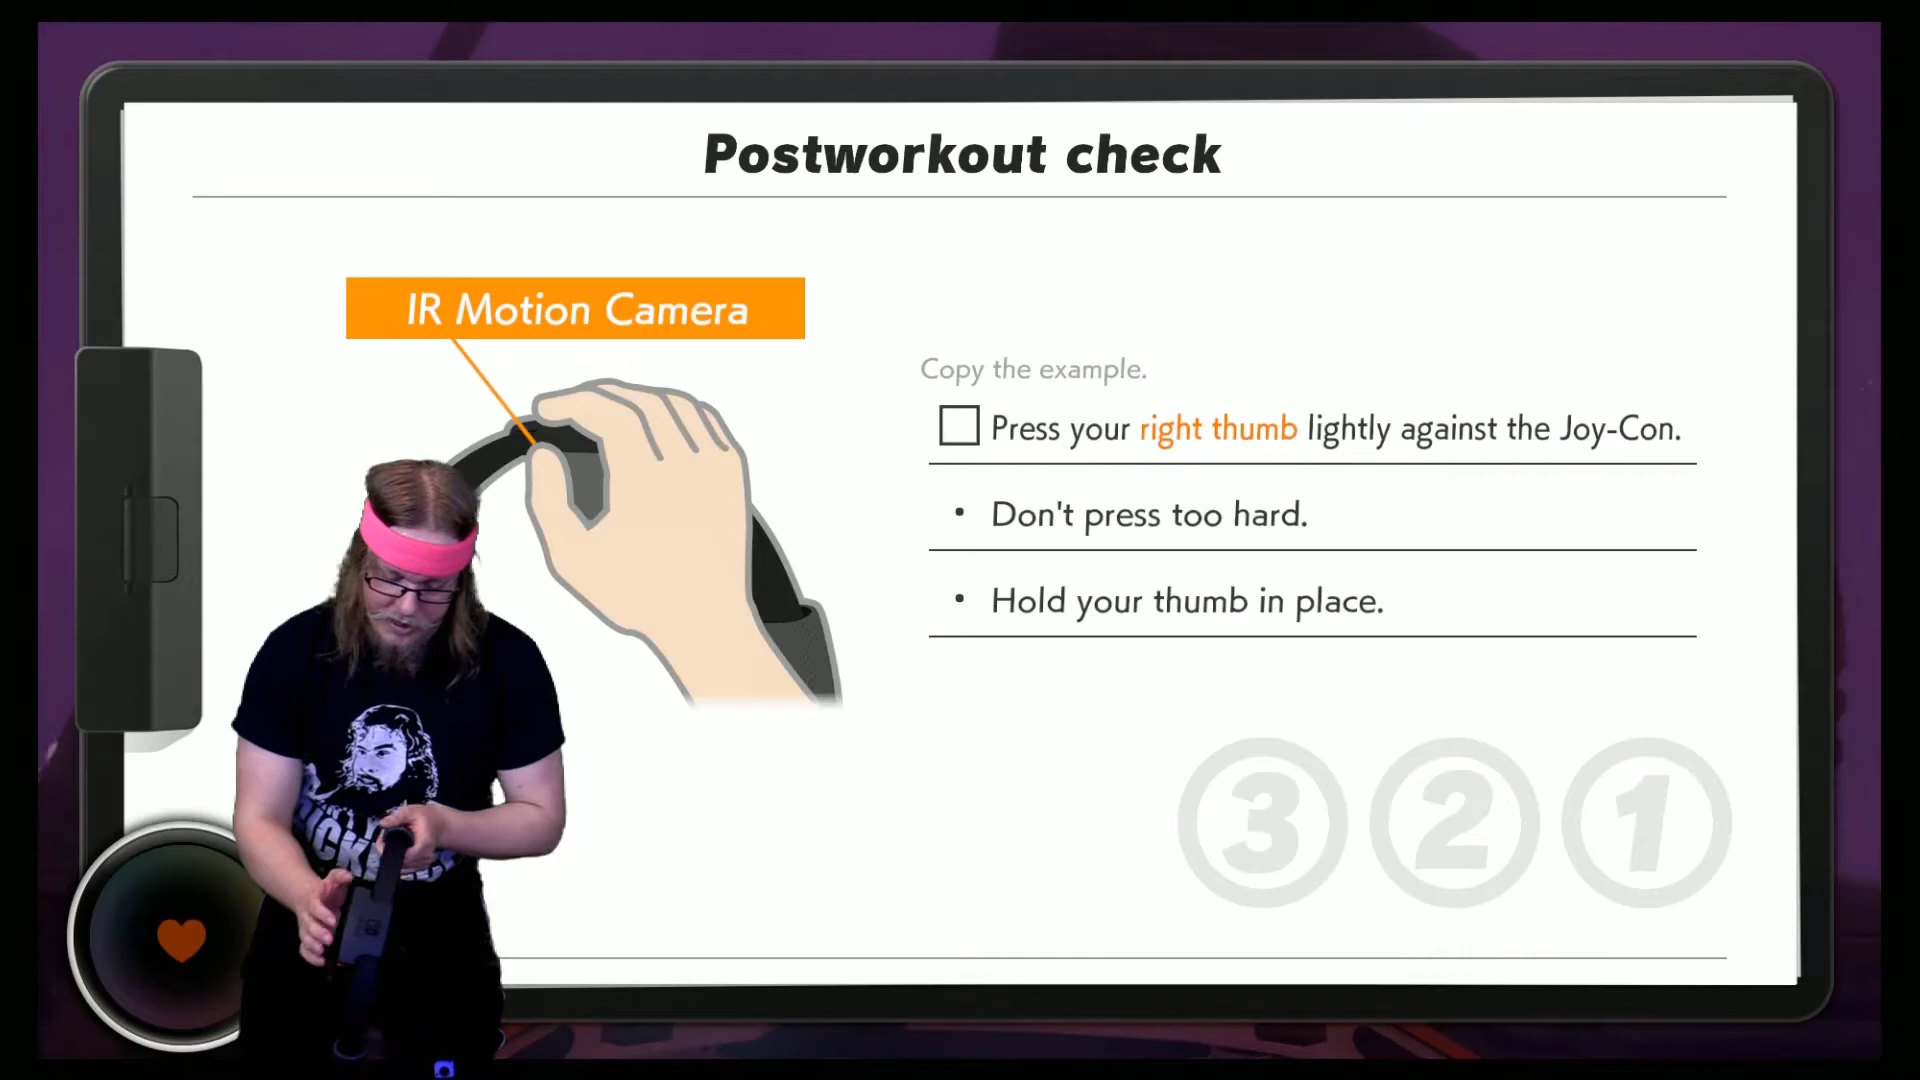 Postworkout check
IR Motion Camera
Copy the example.
Press your right thumb lightly against the Joy-Con.
• Don't press too hard.
• Hold your thumb in place.
3 2 1